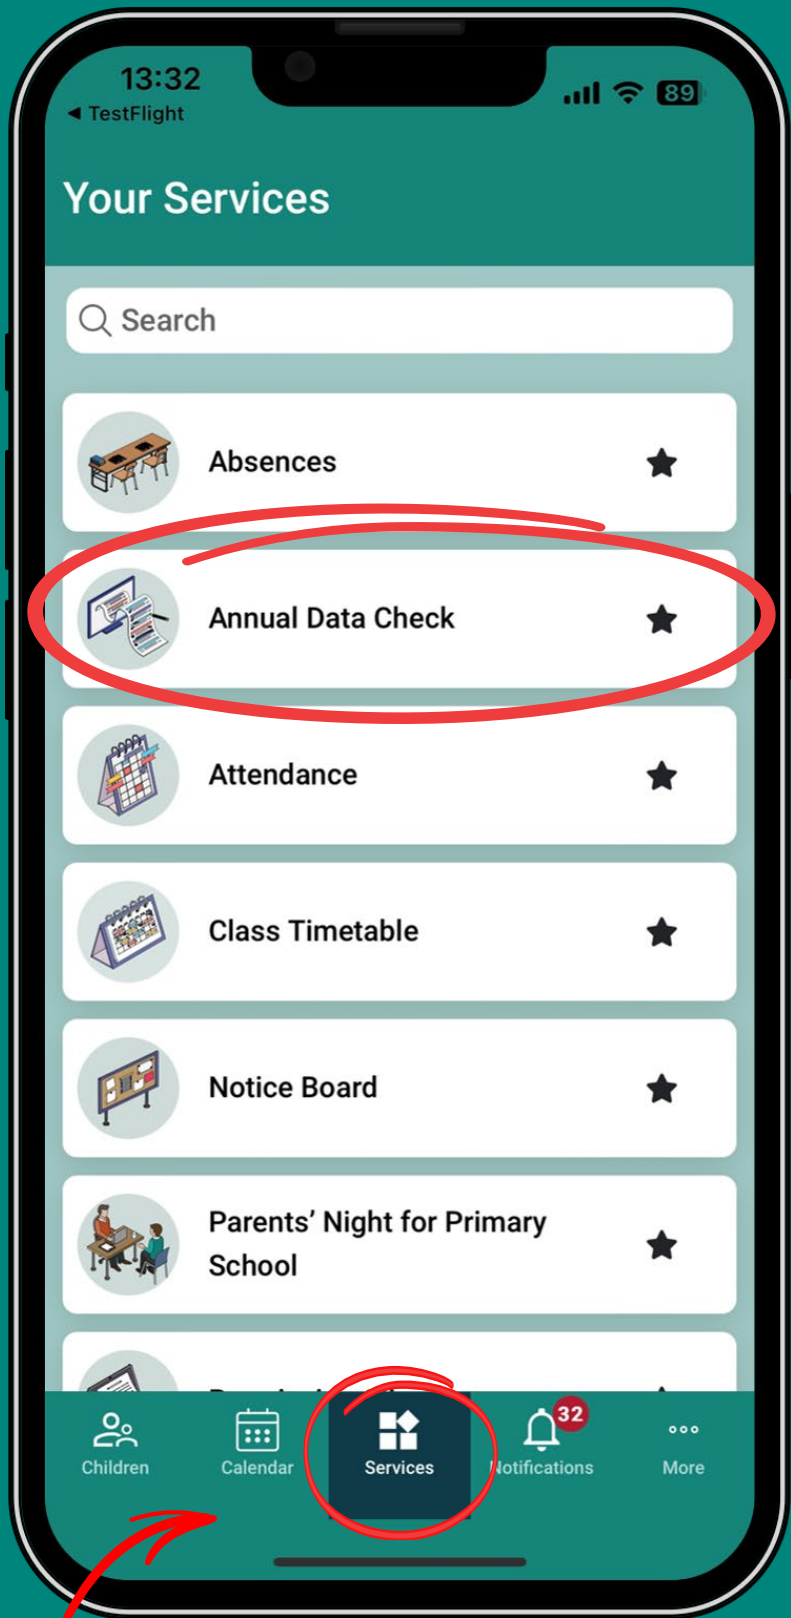 13:32
◄ TestFlight
89
Your Services
Search
Absences
Annual Data Check
Attendance
Class Timetable
Notice Board
Parents’ Night for Primary
School
32
Children
Calendar
Services
Notifications
More